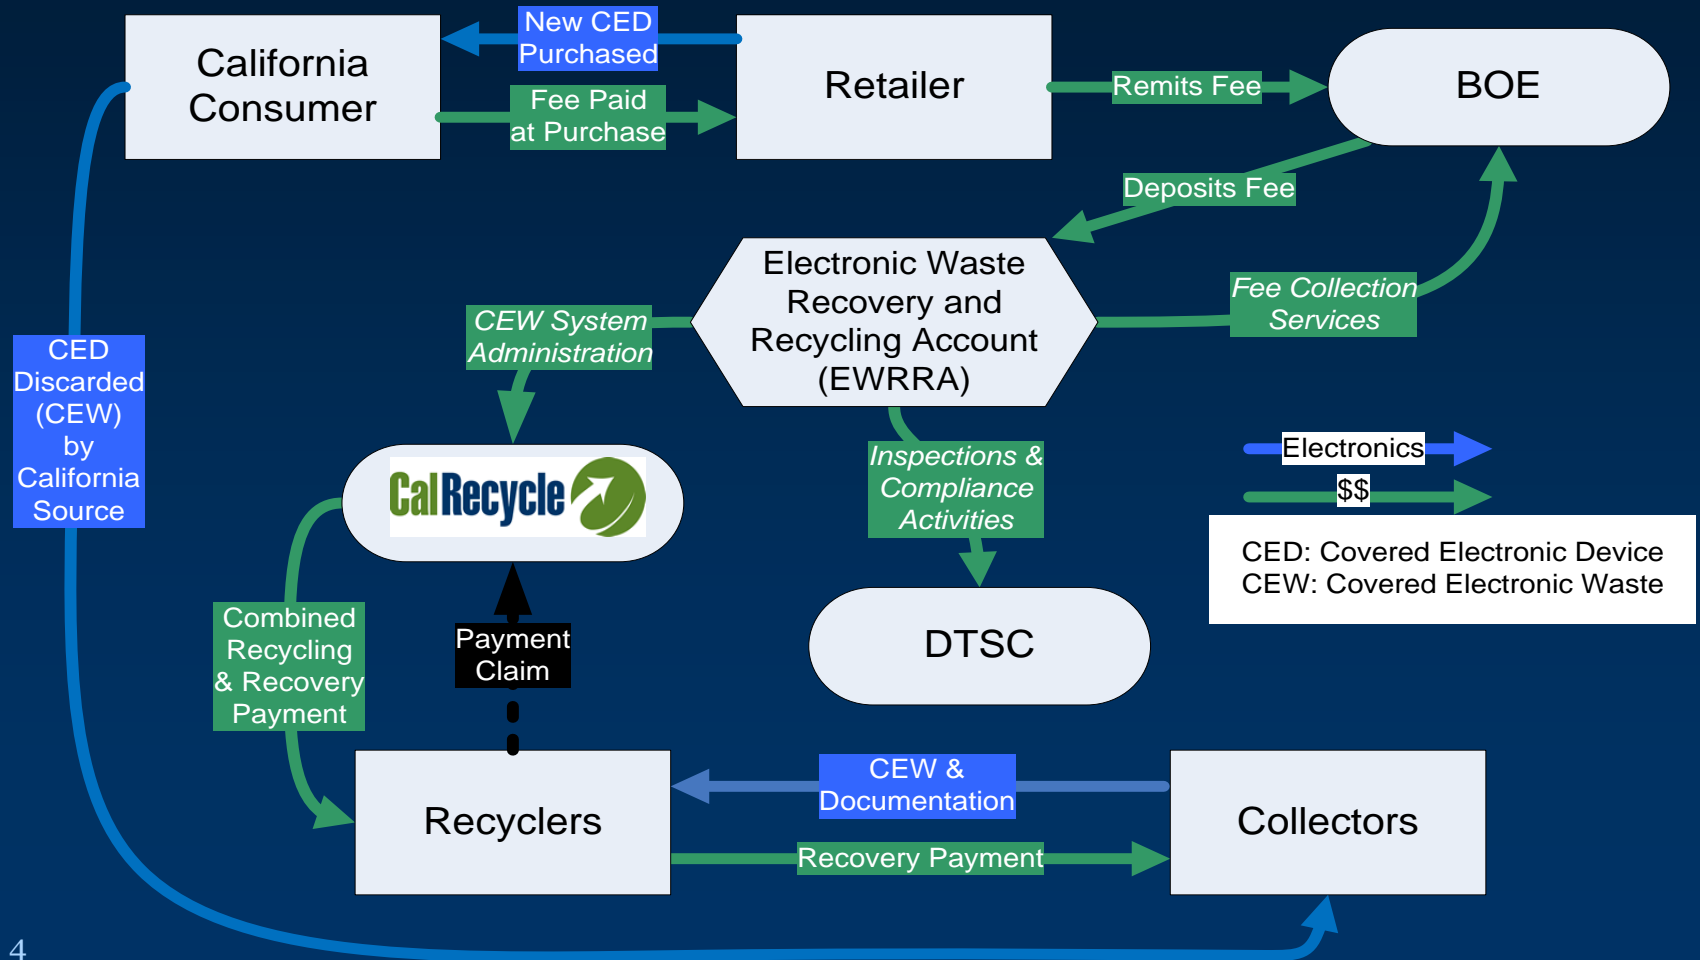 New CED
Purchased
California
Consumer
Retailer
BOE
Fee Paid
at Purchase
Remits Fee
Deposits Fee
Electronic Waste
Recovery and
Recycling Account
(EWRRA)
Fee Collection
Services
CEW System
Administration
CED
Discarded
(CEW)
by
California
Source
Inspections &
Compliance
Activities
Electronics
$$
CED: Covered Electronic Device
CEW: Covered Electronic Waste
CalRecycle
Combined
Recycling
& Recovery
Payment
Payment
Claim
DTSC
CEW &
Documentation
Recyclers
Collectors
Recovery Payment
4